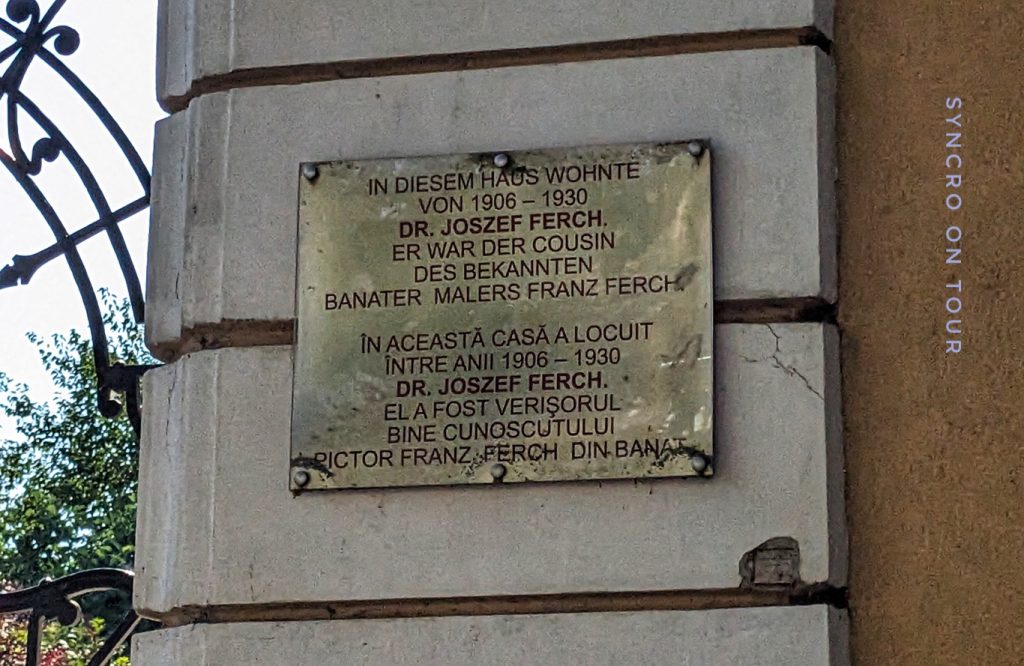 IN DIESEM HAUS WOHNTE
VON 1906 – 1930
DR. JOSZEF FERCH.
ER WAR DER COUSIN
DES BEKANNTEN
BANATER MALERS FRANZ FERCH.
ÎN ACEASTĂ CASĂ A LOCUIT
ÎNTRE ANII 1906 – 1930
DR. JOSZEF FERCH.
EL A FOST VERIŞORUL
BINE CUNOSCUTULUI
PICTOR FRANZ FERCH DIN BANAT
SYNCRO ON TOUR